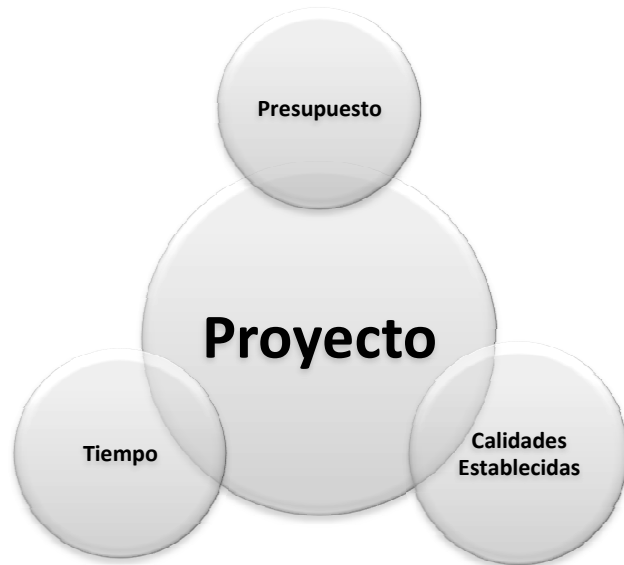 Presupuesto
Proyecto
Tiempo
Calidades
Establecidas